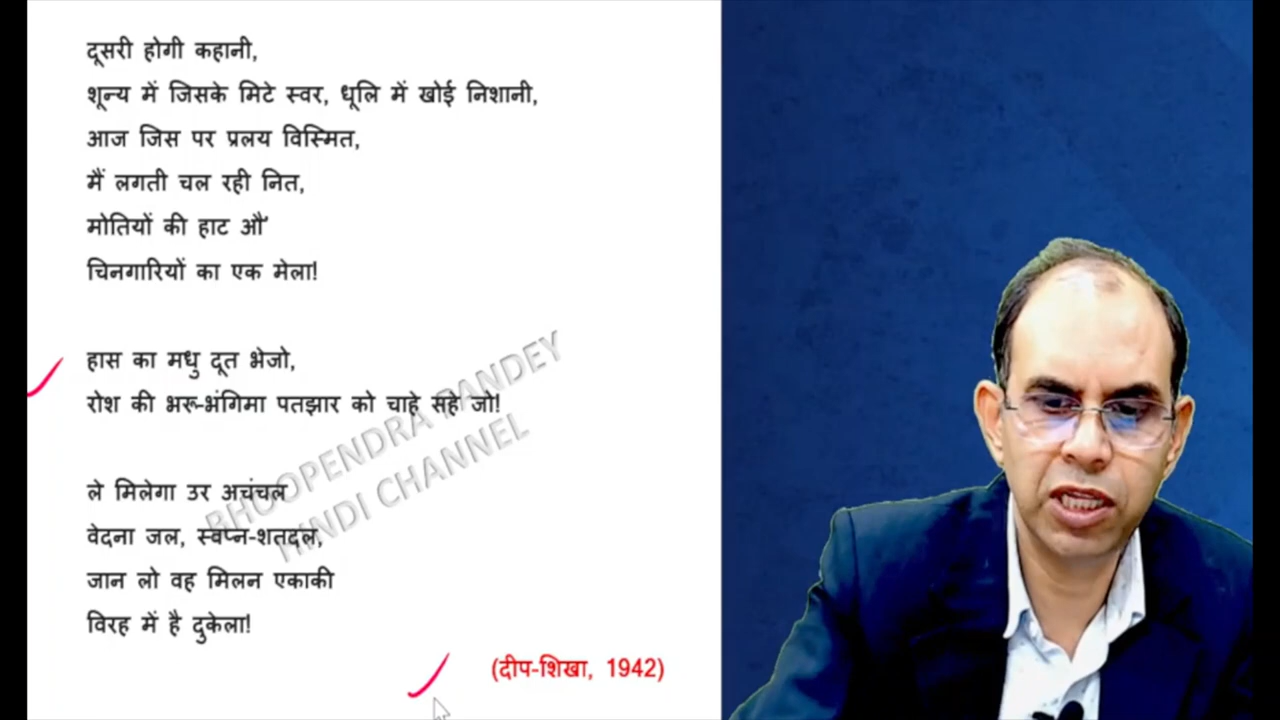 दूसरी होगी कहानी,
शून्य में जिसके मिटे स्वर, धूलि में खोई निशानी,
आज जिस पर प्रलय विस्मित,
मैं लगती चल रही नित,
मोतियों की हाट औ'
चिनगारियों का एक मेला!
हास का मधु दूत भेजो,
रोश की भरू-भंगिमा पतझार को चाहे सहे जो!
ले मिलेगा उर अचंचल
वेदना जल, स्वप्न-शतदल,
जान लो वह मिलन एकाकी
विरह में है दुकेला!
(दीप-शिखा, 1942)
BHOOPENDRA PANDEY
HINDI CHANNEL